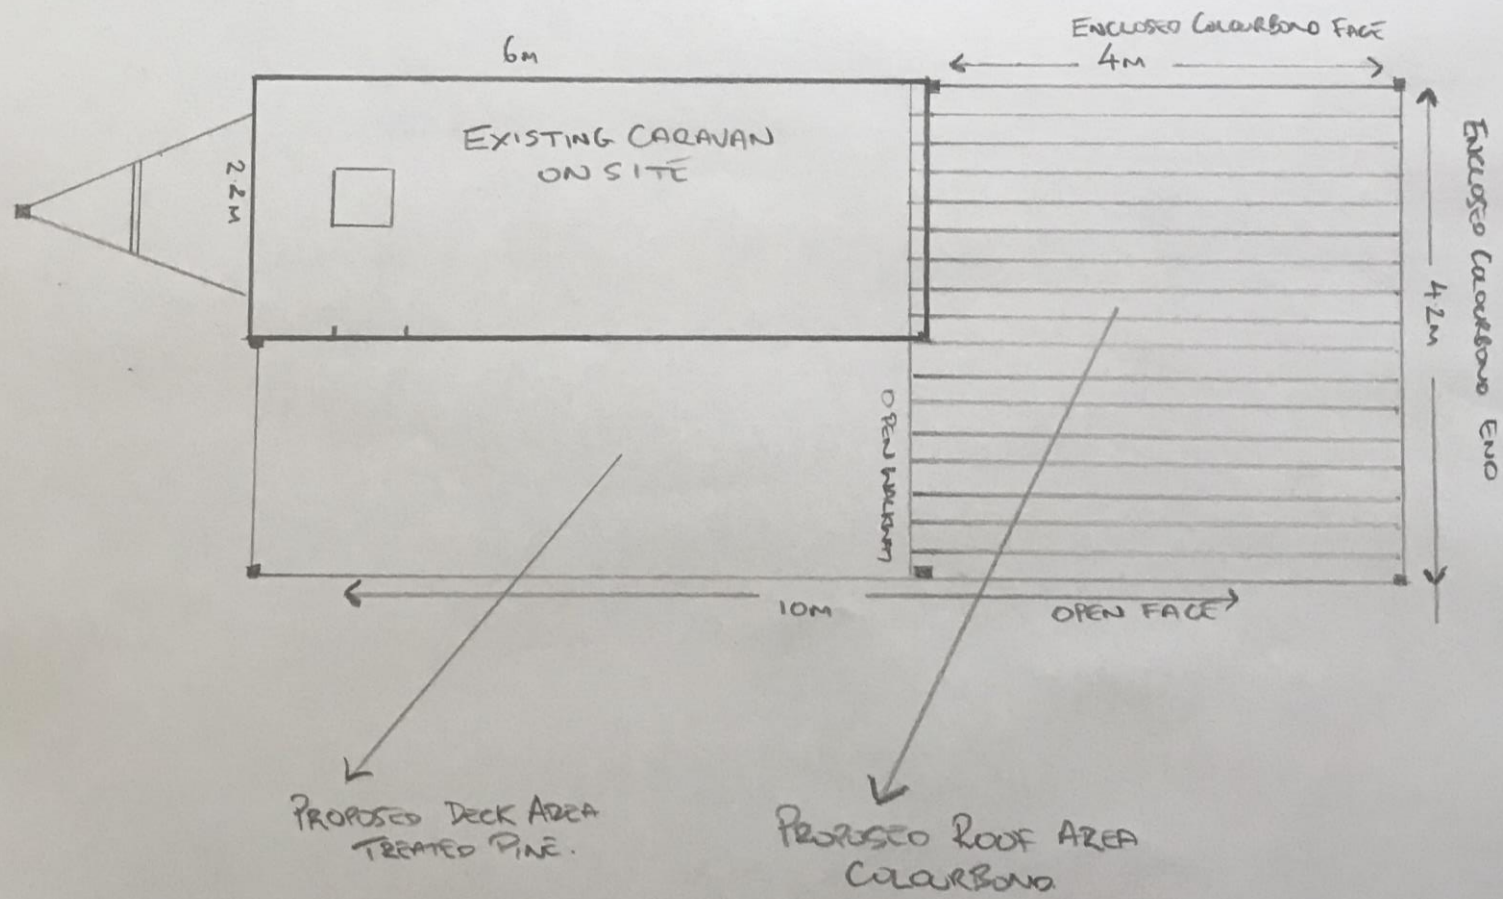 ENCLOSED COLOURBOND FACE
6M
4M
EXISTING CARAVAN
ON SITE
2.2M
ENCLOSED COLOURBOND END
4.2M
OPEN WALKWAY
10M
OPEN FACE
PROPOSED DECK AREA
TREATED PINE.
PROPOSED ROOF AREA
COLOURBOND